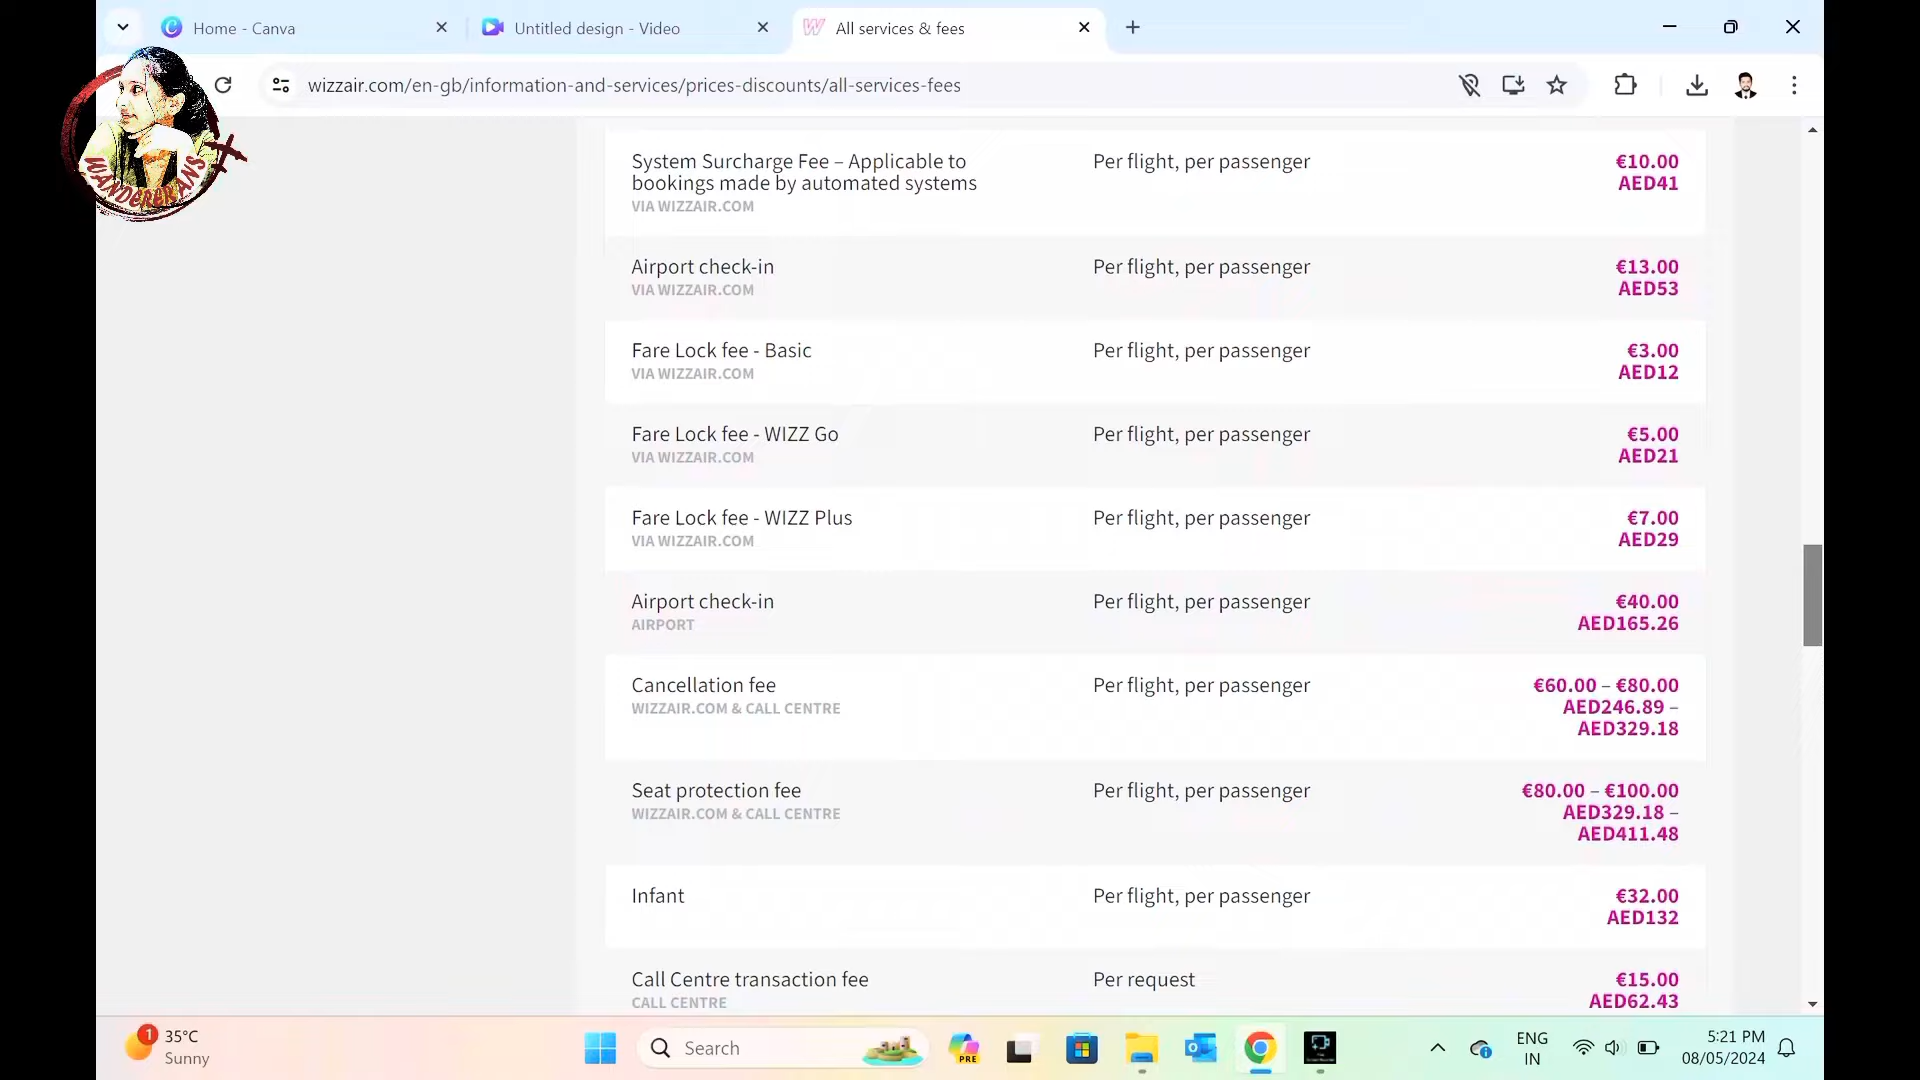 Home - Canva
Untitled design - Video
All services & fees
wizzair.com/en-gb/information-and-services/prices-discounts/all-services-fees
WANDERERANS
System Surcharge Fee – Applicable to Per flight, per passenger €10.00
bookings made by automated systems AED41
VIA WIZZAIR.COM
Airport check-in Per flight, per passenger €13.00
VIA WIZZAIR.COM AED53
Fare Lock fee - Basic Per flight, per passenger €3.00
VIA WIZZAIR.COM AED12
Fare Lock fee - WIZZ Go Per flight, per passenger €5.00
VIA WIZZAIR.COM AED21
Fare Lock fee - WIZZ Plus Per flight, per passenger €7.00
VIA WIZZAIR.COM AED29
Airport check-in Per flight, per passenger €40.00
AIRPORT AED165.26
Cancellation fee Per flight, per passenger €60.00 – €80.00
WIZZAIR.COM & CALL CENTRE AED246.89 –
AED329.18
Seat protection fee Per flight, per passenger €80.00 – €100.00
WIZZAIR.COM & CALL CENTRE AED329.18 –
AED411.48
Infant Per flight, per passenger €32.00
AED132
Call Centre transaction fee Per request €15.00
CALL CENTRE AED62.43
1 35°C
Sunny
Search
PRE
ENG
IN
5:21 PM
08/05/2024